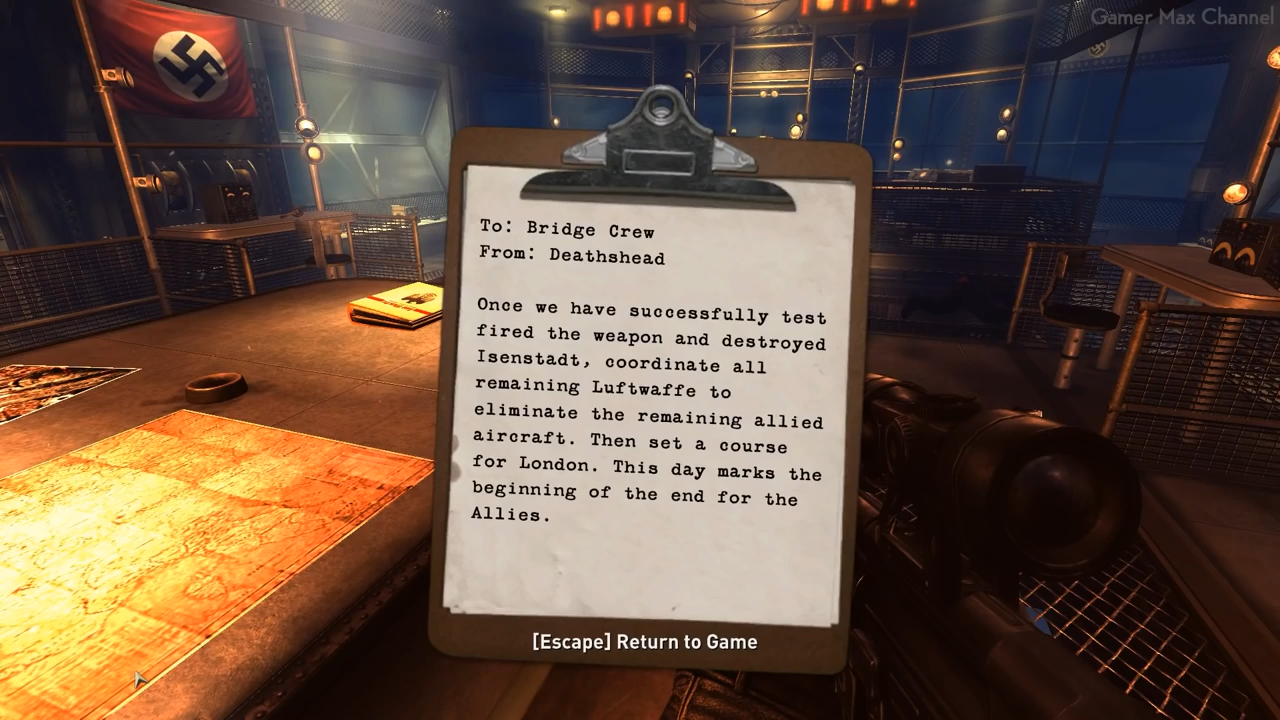 Gamer Max Channel
To: Bridge Crew
From: Deathshead
Once we have successfully test
fired the weapon and destroyed
Isenstadt, coordinate all
remaining Luftwaffe to
eliminate the remaining allied
aircraft. Then set a course
for London. This day marks the
beginning of the end for the
Allies.
[Escape] Return to Game